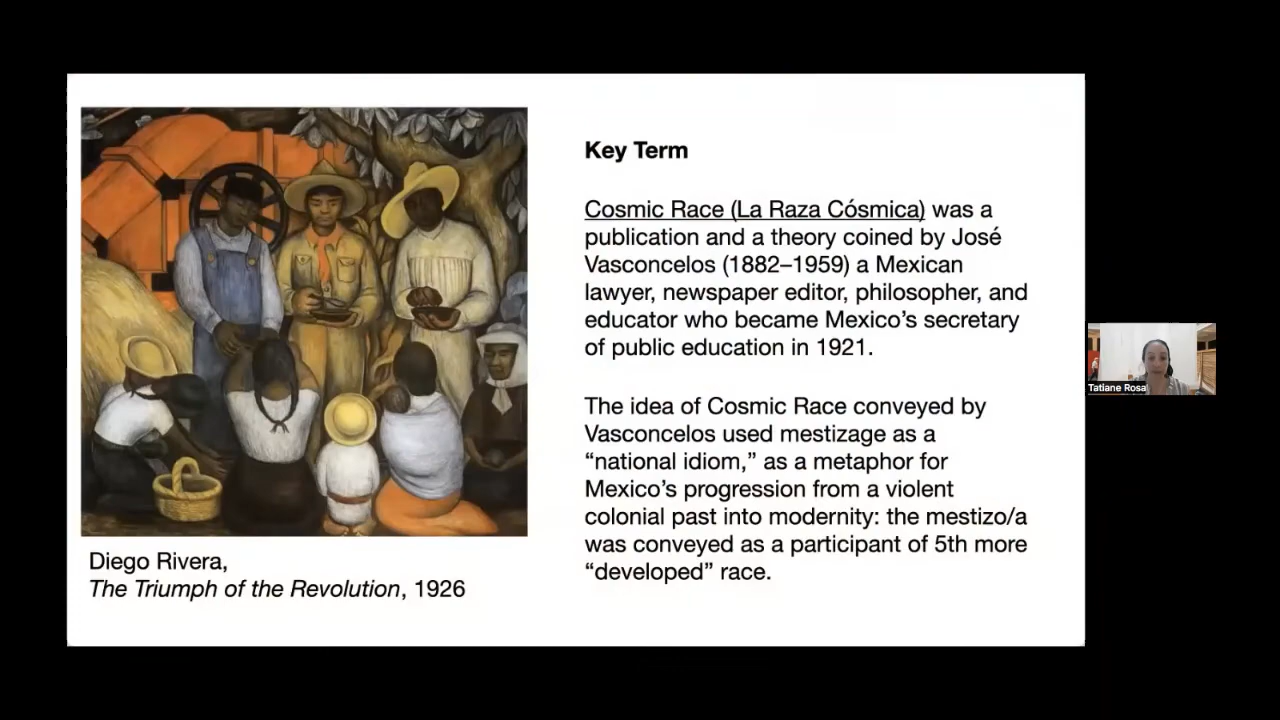 Key Term
Cosmic Race (La Raza Cósmica) was a
publication and a theory coined by José
Vasconcelos (1882–1959) a Mexican
lawyer, newspaper editor, philosopher, and
educator who became Mexico’s secretary
of public education in 1921.
The idea of Cosmic Race conveyed by
Vasconcelos used mestizage as a
“national idiom,” as a metaphor for
Mexico’s progression from a violent
colonial past into modernity: the mestizo/a
was conveyed as a participant of 5th more
“developed” race.
Diego Rivera,
The Triumph of the Revolution, 1926
Tatiane Rosa